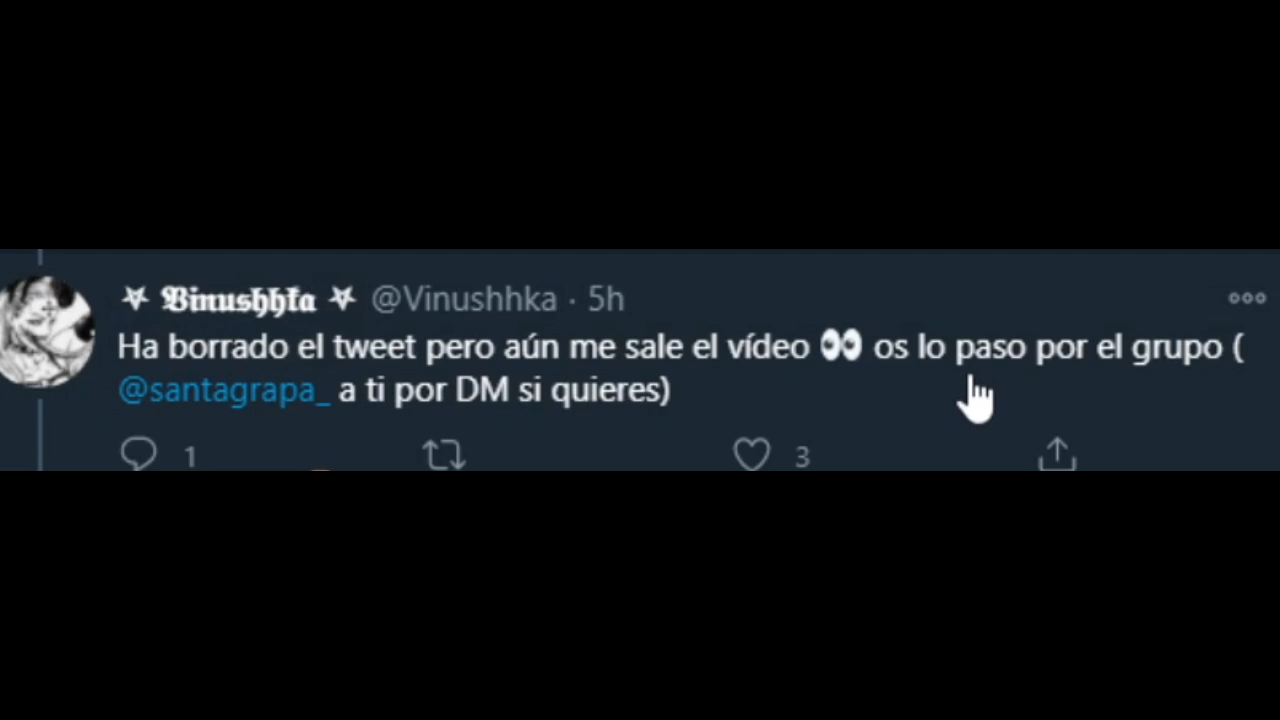 ⛧ 𝕭𝖎𝖓𝖚𝖘𝖍𝖍𝖐𝖆 ⛧ @Vinushhka · 5h
Ha borrado el tweet pero aún me sale el vídeo 👀 os lo paso por el grupo (
@santagrapa_ a ti por DM si quieres)
1 3